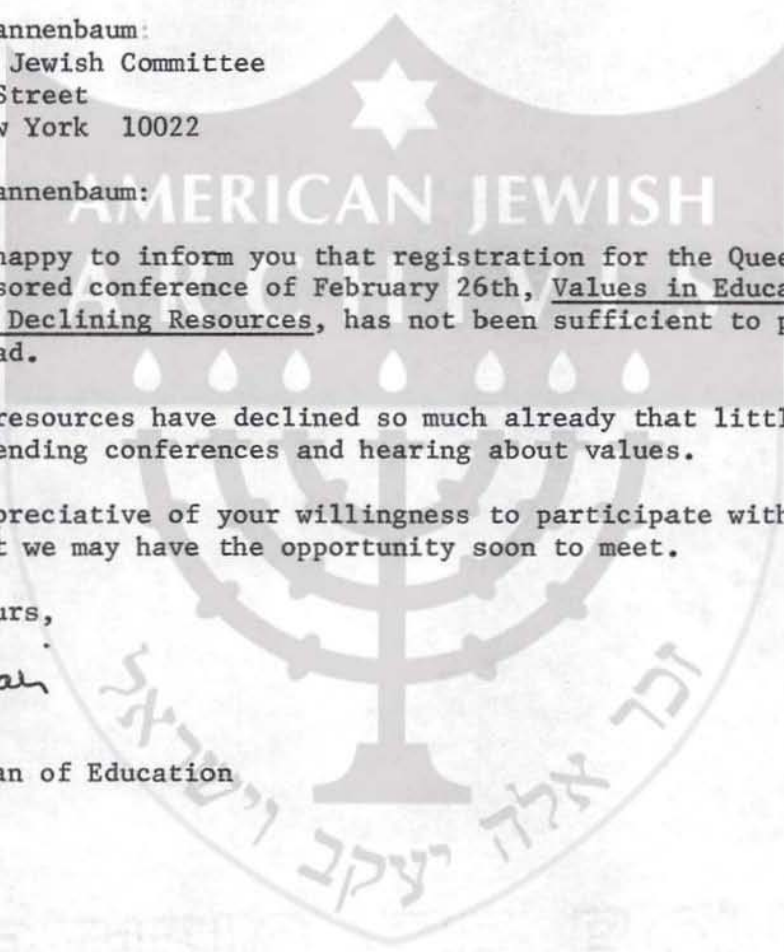 annenbaum:
Jewish Committee
Street
w York 10022
annenbaum:
AMERICAN JEWISH
ARCHIVES
happy to inform you that registration for the Quee
sored conference of February 26th, Values in Educa
Declining Resources, has not been sufficient to p
ad.
resources have declined so much already that littl
ending conferences and hearing about values.
preciative of your willingness to participate with
t we may have the opportunity soon to meet.
urs,
an of Education
זכר אלה יעקב וישראל